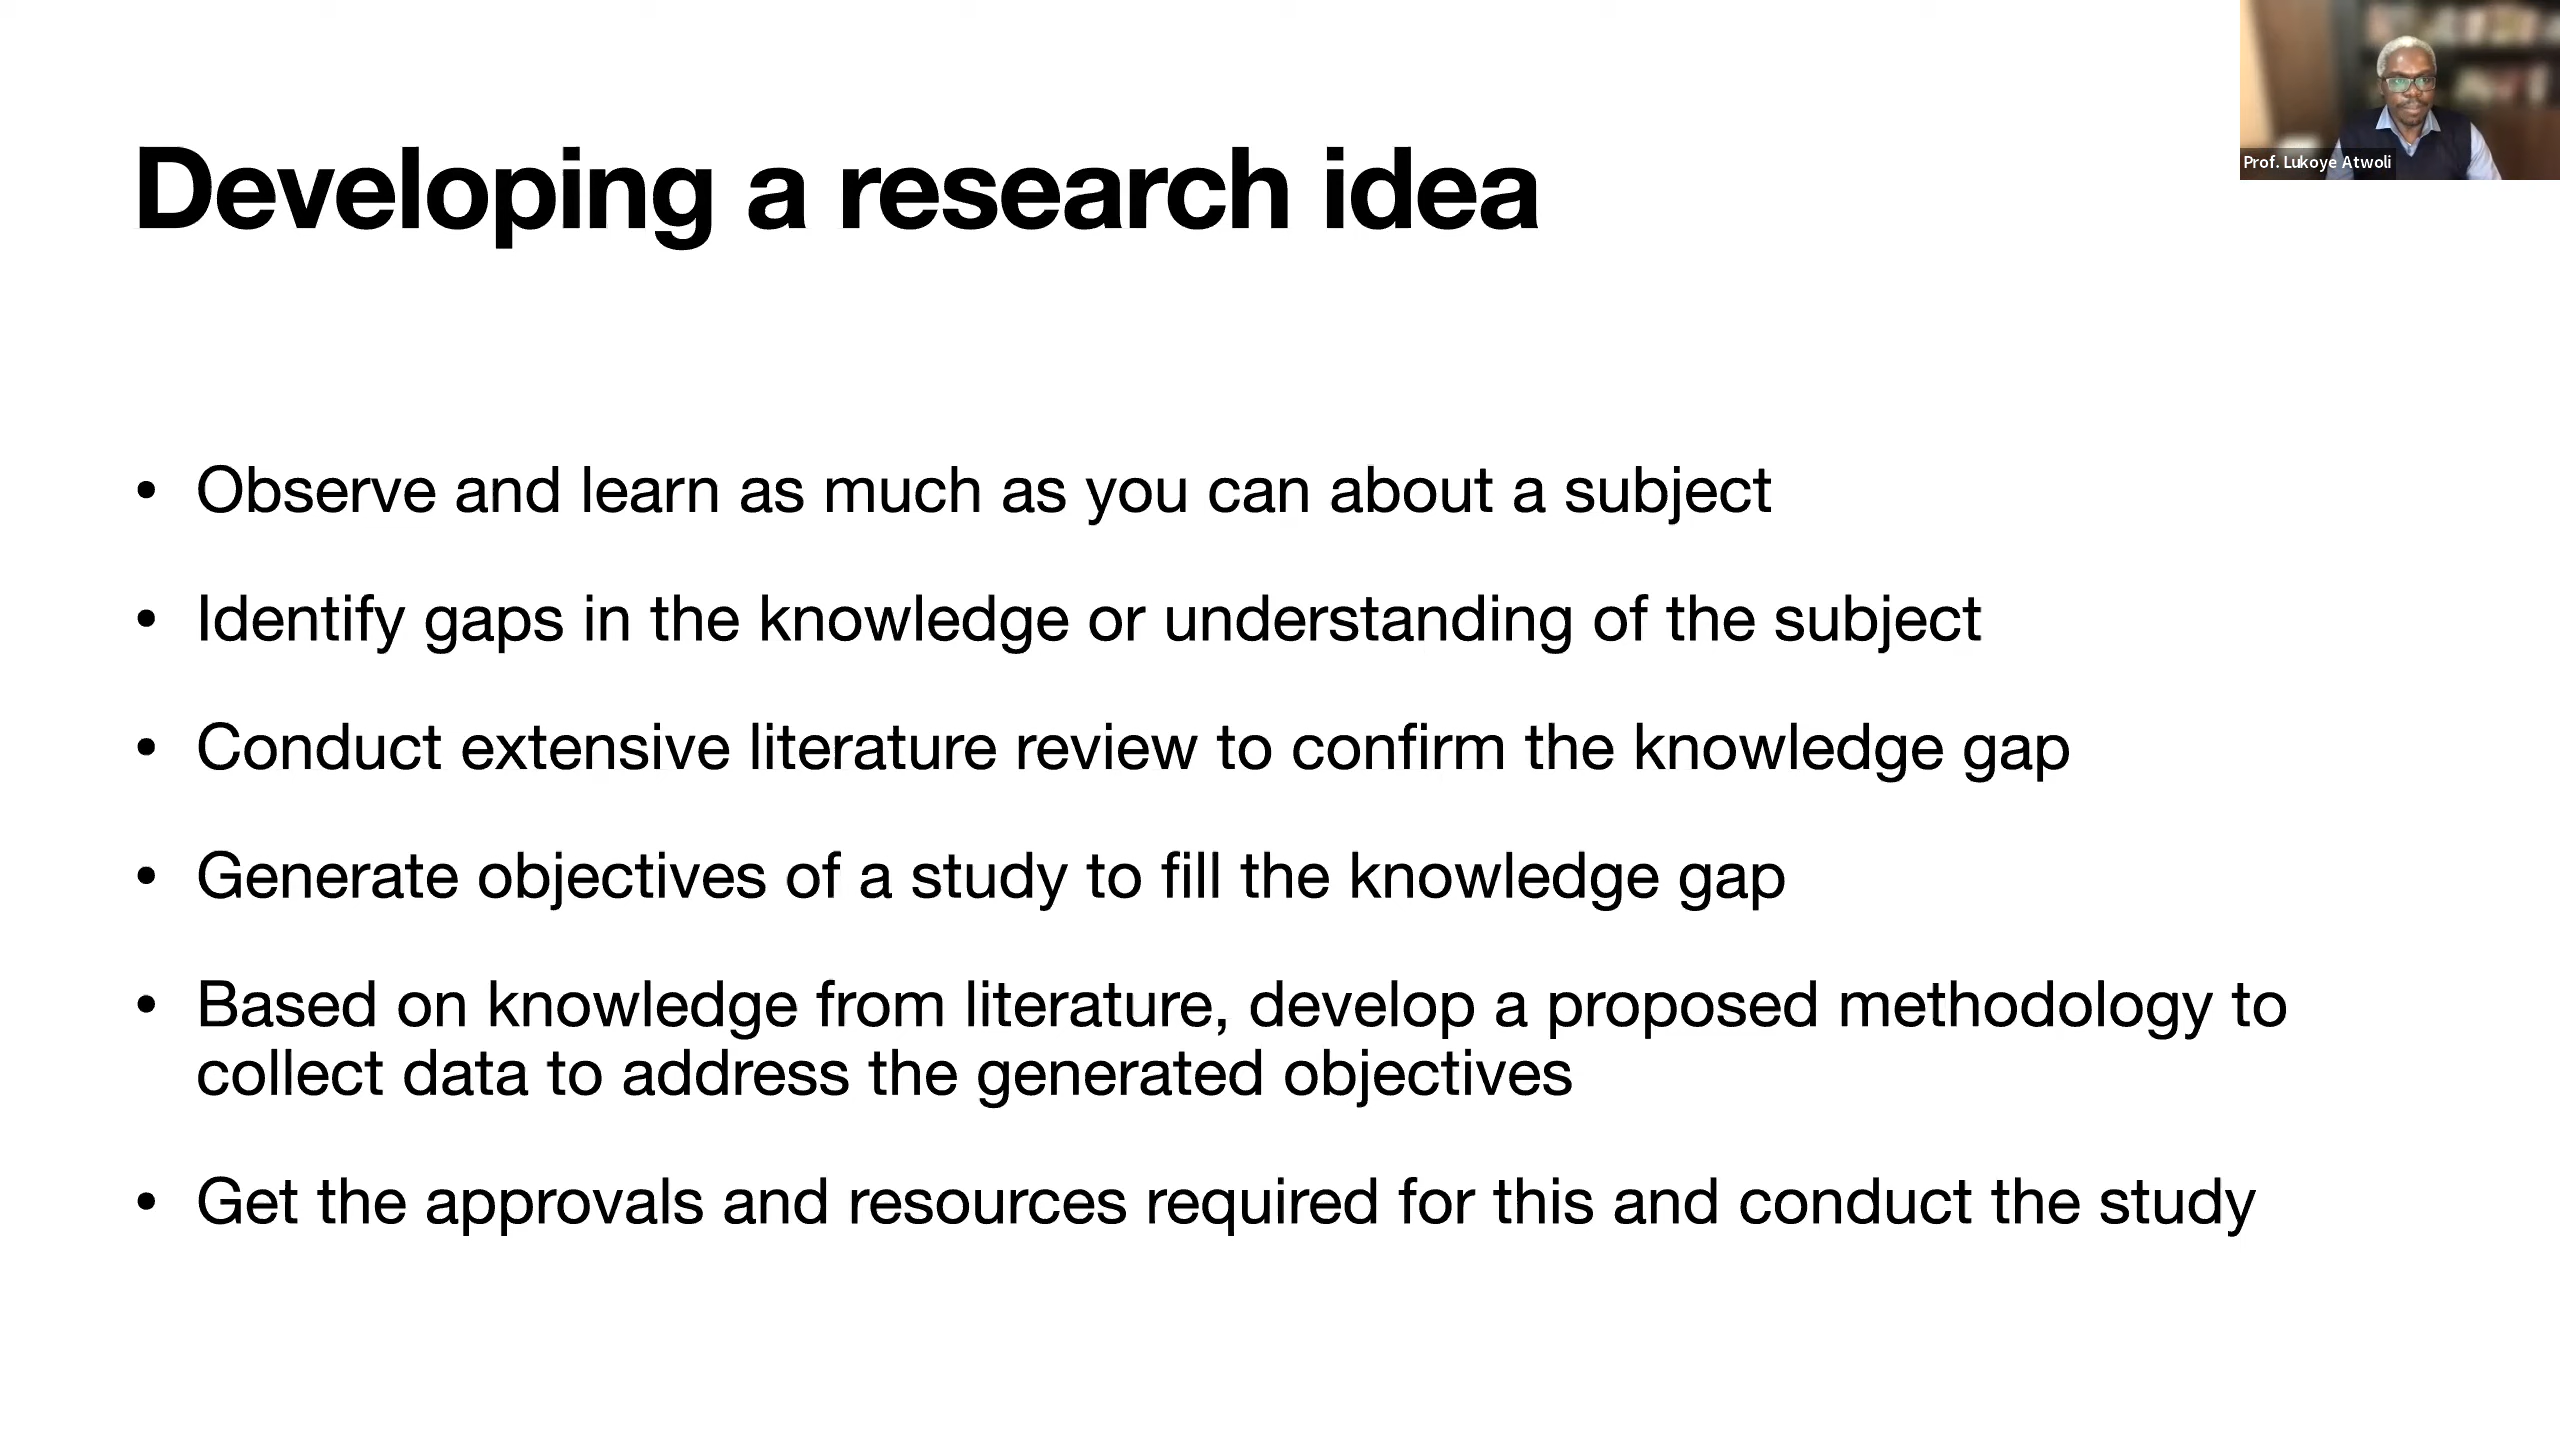 Prof. Lukoye Atwoli
Developing a research idea
• Observe and learn as much as you can about a subject
• Identify gaps in the knowledge or understanding of the subject
• Conduct extensive literature review to confirm the knowledge gap
• Generate objectives of a study to fill the knowledge gap
• Based on knowledge from literature, develop a proposed methodology to
collect data to address the generated objectives
• Get the approvals and resources required for this and conduct the study